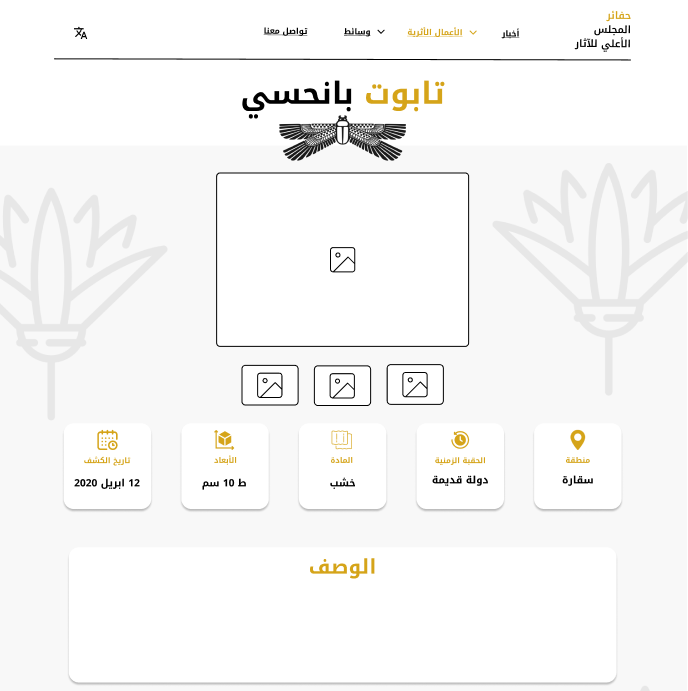 حفائر
المجلس
الأعلي للآثار
أخبار
الأعمال الأثرية
وسائط
تواصل معنا
تابوت بانحسي
منطقة
سقارة
الحقبة الزمنية
دولة قديمة
المادة
خشب
الأبعاد
ط 10 سم
تاريخ الكشف
12 ابريل 2020
الوصف